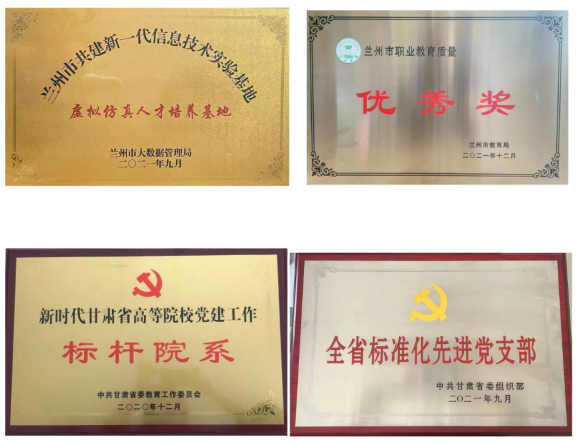 兰州市共建新一代信息技术实验基地
虚拟仿真人才培养基地
兰州市大数据管理局
二〇二一年九月
兰州市职业教育质量
优秀奖
兰州市教育局
二〇二一年十二月
新时代甘肃省高等院校党建工作
标杆院系
中共甘肃省委教育工作委员会
二〇二〇年十二月
全省标准化先进党支部
中共甘肃省委组织部
二〇二一年九月